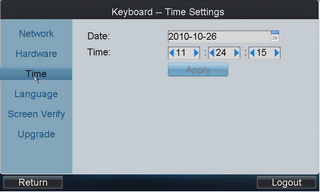 Keyboard -- Time Settings
Network
Hardware
Time
Language
Screen Verify
Upgrade
Date: 2010-10-26
Time: 11 : 24 : 15
Apply
Return
Logout